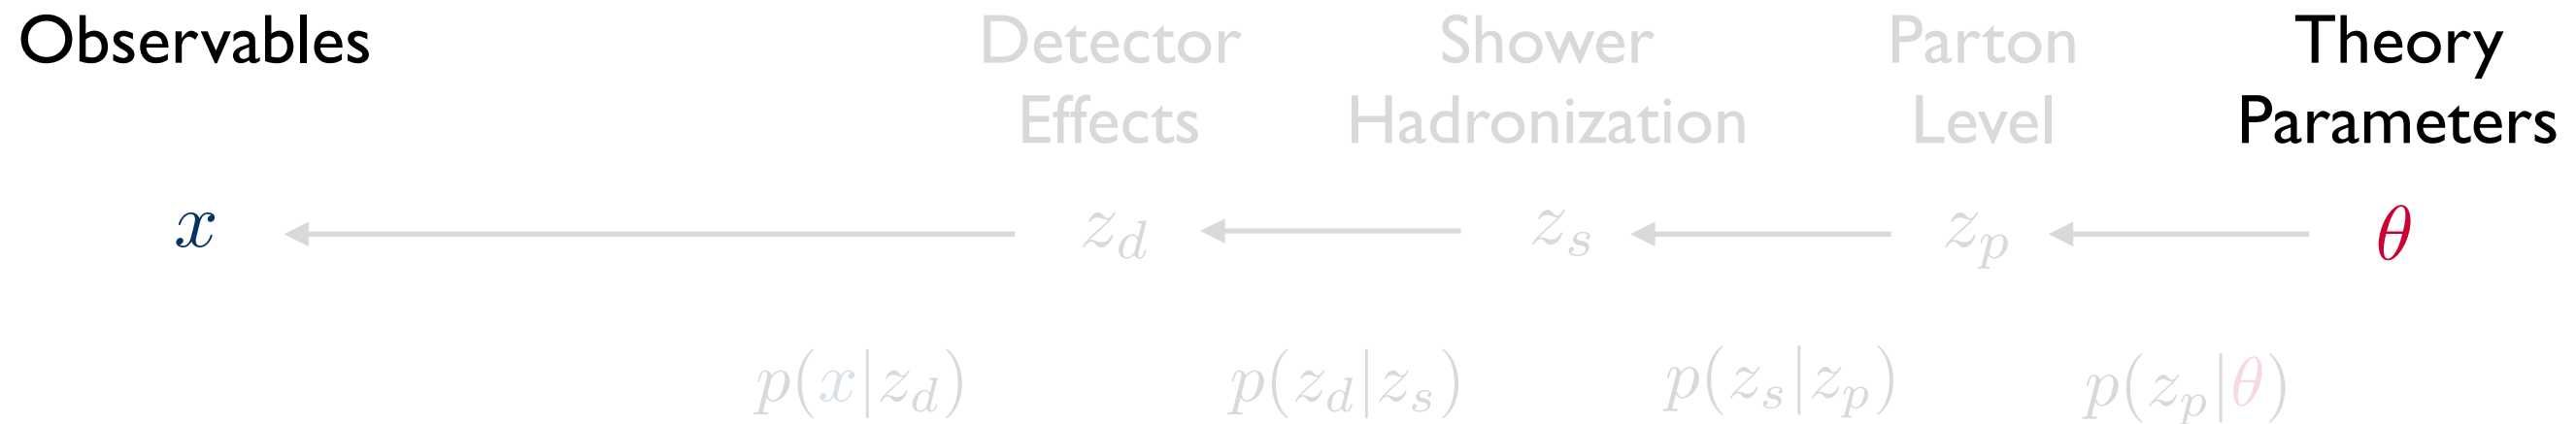 Observables Detector Shower Parton Theory
Effects Hadronization Level Parameters
x z_d z_s z_p θ
p(x|z_d) p(z_d|z_s) p(z_s|z_p) p(z_p|θ)